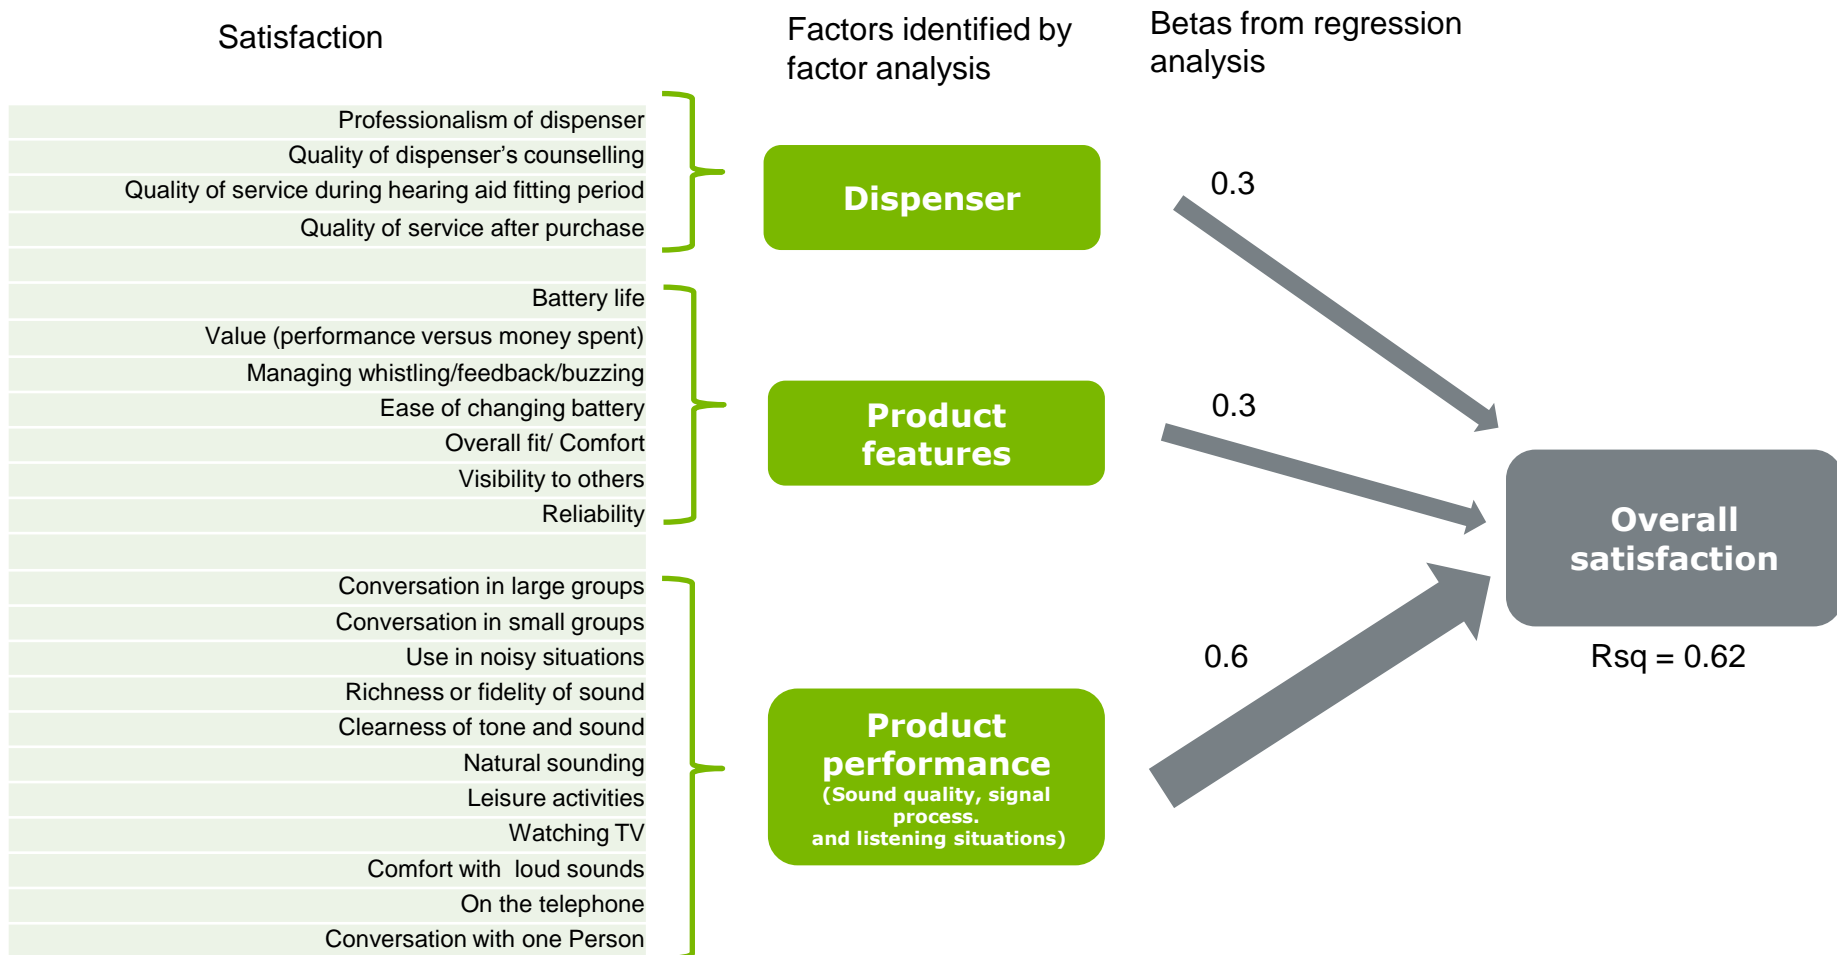 Satisfaction
Factors identified by
factor analysis
Betas from regression
analysis
Professionalism of dispenser
Quality of dispenser’s counselling
Quality of service during hearing aid fitting period
Quality of service after purchase
Dispenser
0.3
Battery life
Value (performance versus money spent)
Managing whistling/feedback/buzzing
Ease of changing battery
Overall fit/ Comfort
Visibility to others
Reliability
Product
features
0.3
Conversation in large groups
Conversation in small groups
Use in noisy situations
Richness or fidelity of sound
Clearness of tone and sound
Natural sounding
Leisure activities
Watching TV
Comfort with  loud sounds
On the telephone
Conversation with one Person
Product
performance
(Sound quality, signal
process.
and listening situations)
0.6
Overall
satisfaction
Rsq = 0.62